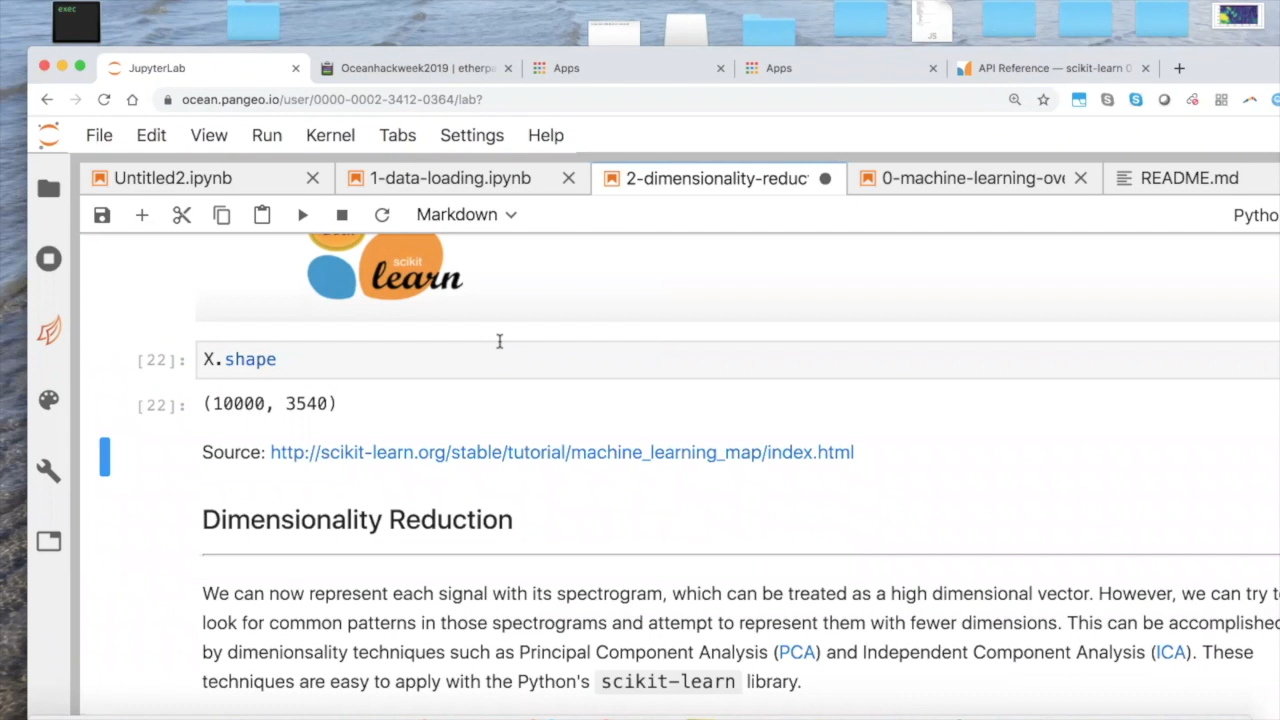 exec
JS
JupyterLab
Oceanhackweek2019 | etherpa
Apps
Apps
API Reference — scikit-learn 0
ocean.pangeo.io/user/0000-0002-3412-0364/lab?
File Edit View Run Kernel Tabs Settings Help
Untitled2.ipynb
1-data-loading.ipynb
2-dimensionality-reduc
0-machine-learning-ove
README.md
Markdown
Pytho
scikit
learn
[22]: X.shape
[22]: (10000, 3540)
Source: http://scikit-learn.org/stable/tutorial/machine_learning_map/index.html
Dimensionality Reduction
We can now represent each signal with its spectrogram, which can be treated as a high dimensional vector. However, we can try t
look for common patterns in those spectrograms and attempt to represent them with fewer dimensions. This can be accomplished
by dimenionsality techniques such as Principal Component Analysis (PCA) and Independent Component Analysis (ICA). These
techniques are easy to apply with the Python's scikit-learn library.